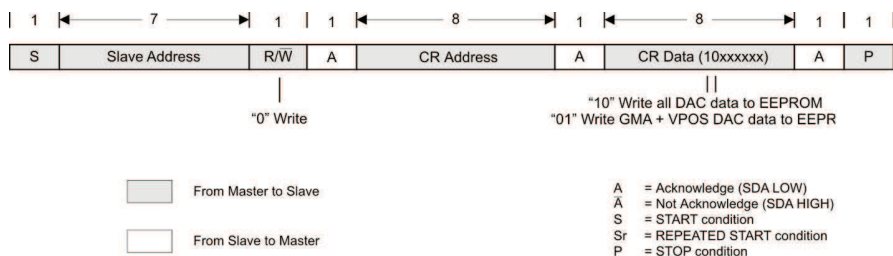 1 7 1 1 8 1 8 1 1
S Slave Address R/W̅ A CR Address A CR Data (10xxxxxx) A P
"0" Write
"10" Write all DAC data to EEPROM
"01" Write GMA + VPOS DAC data to EEPR
From Master to Slave
From Slave to Master
A = Acknowledge (SDA LOW)
A̅ = Not Acknowledge (SDA HIGH)
S = START condition
Sr = REPEATED START condition
P = STOP condition